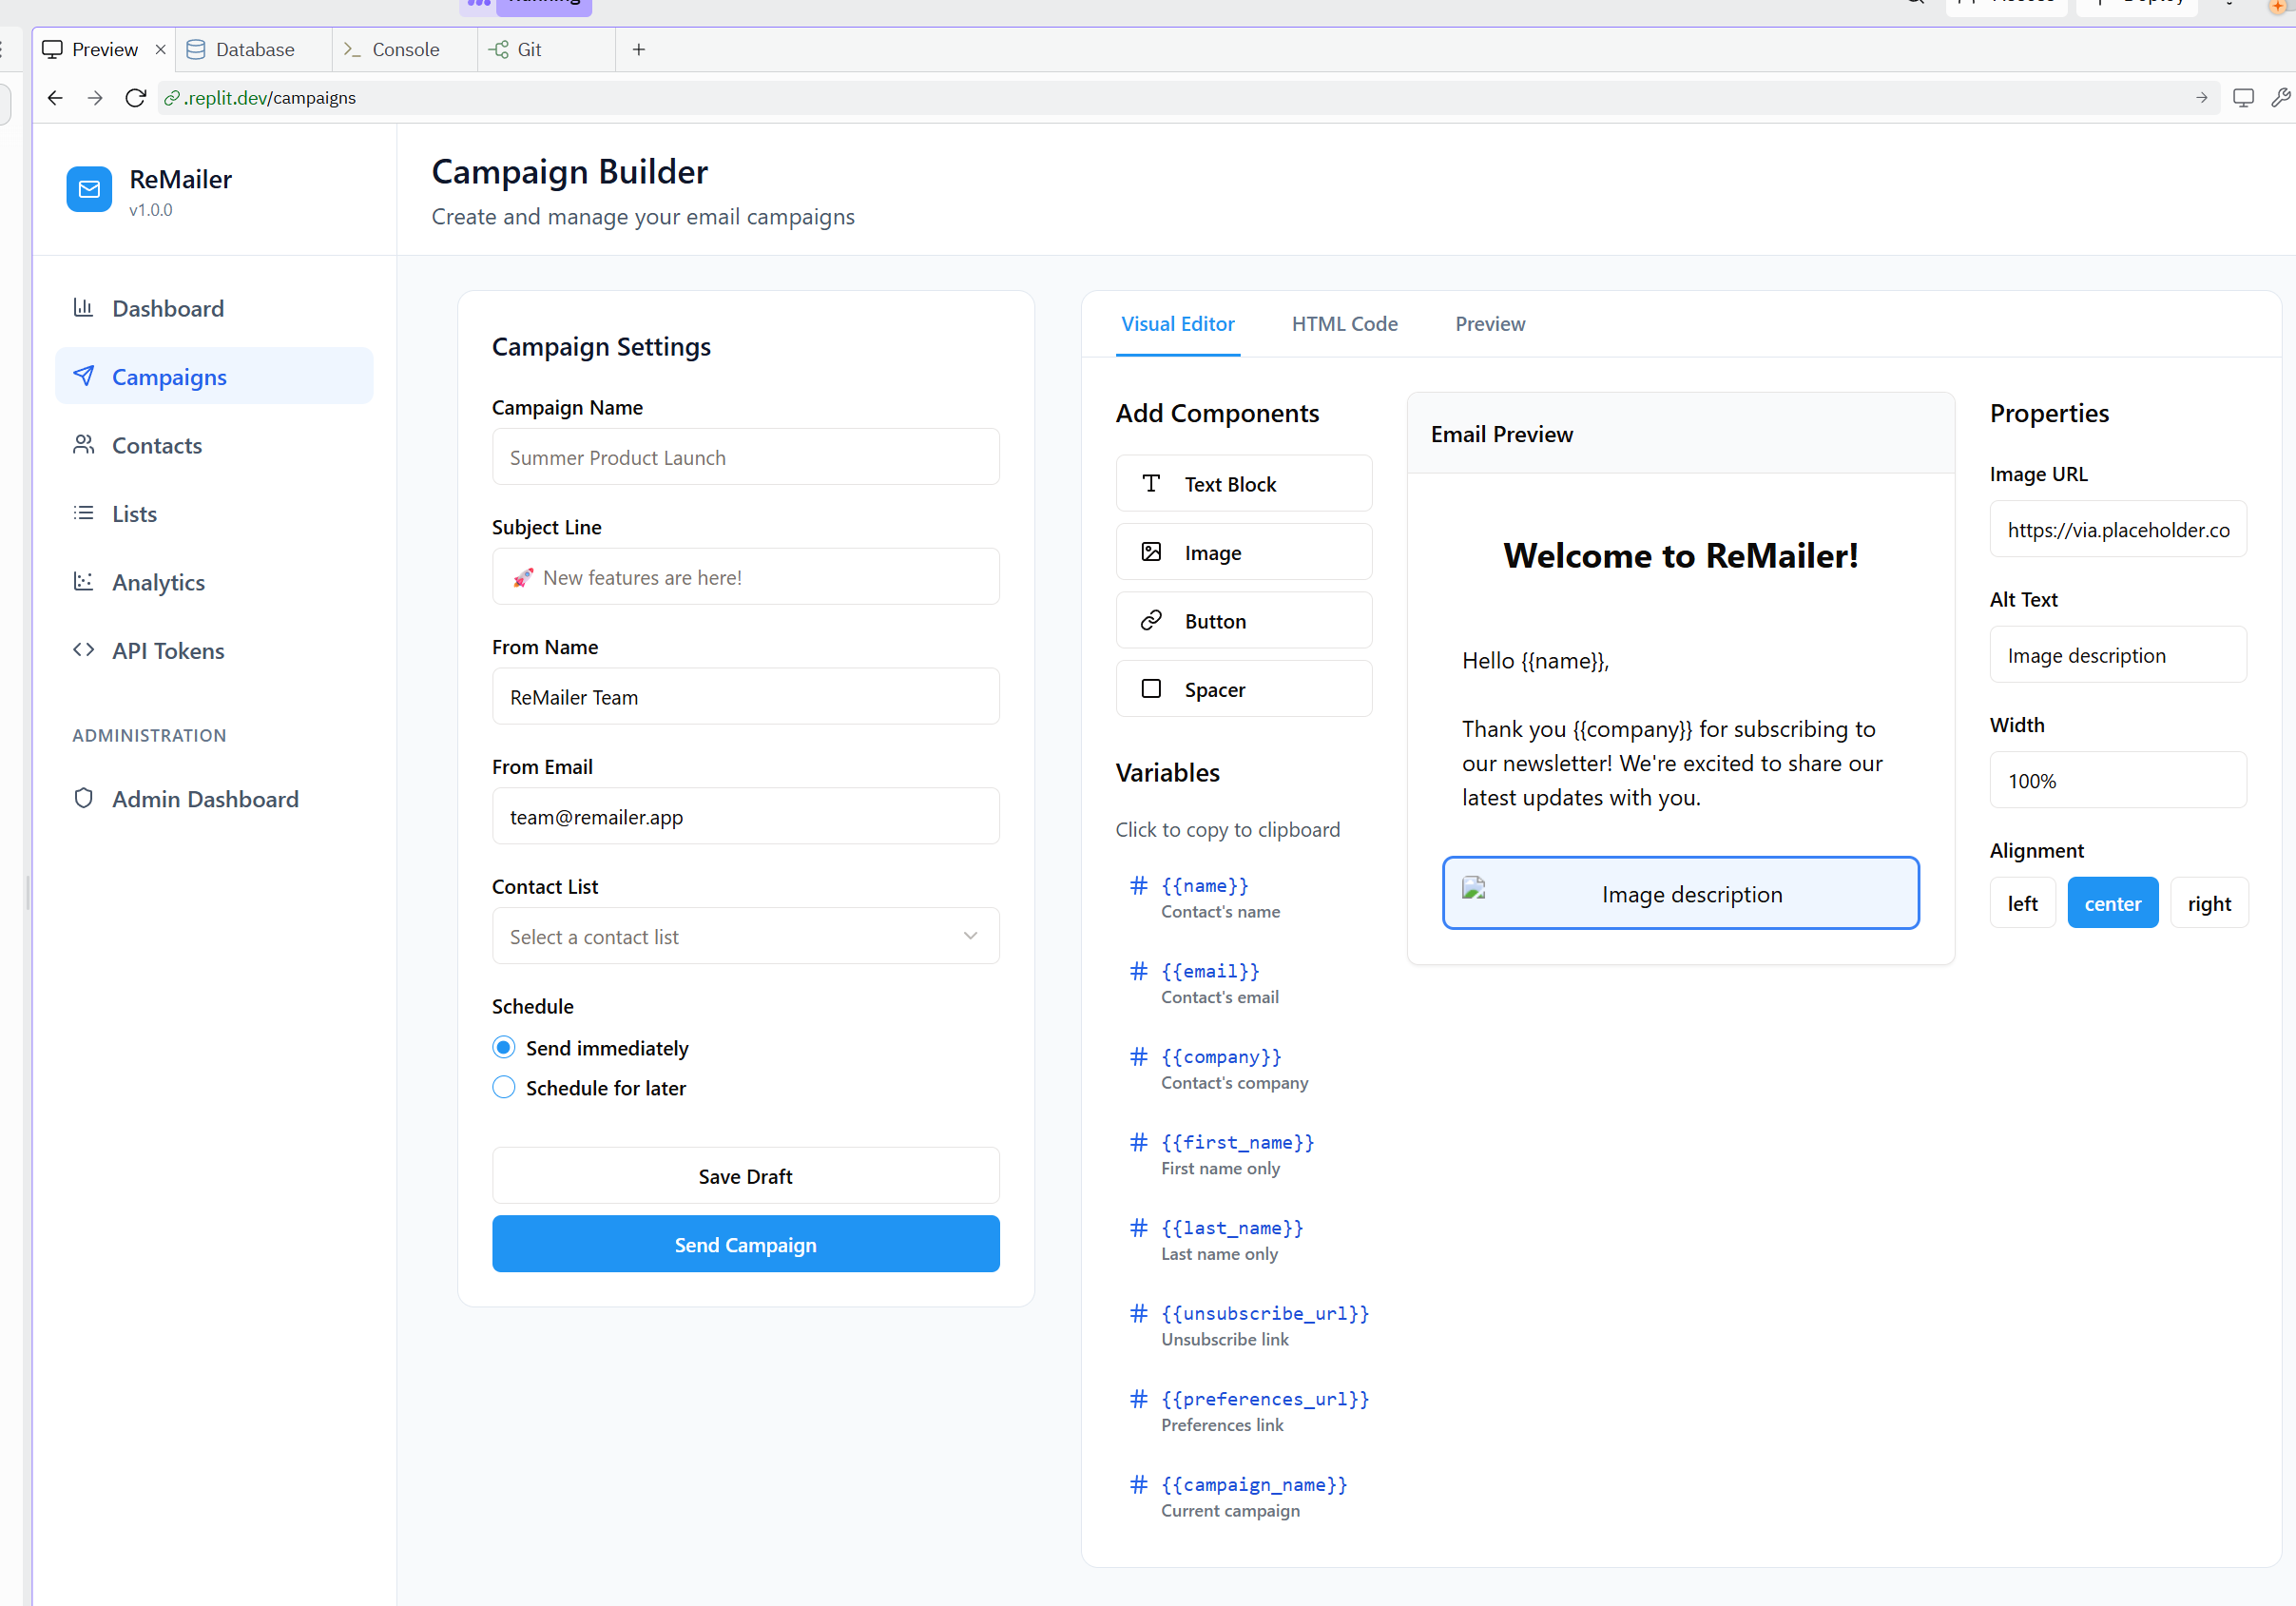 Running
Access
Deploy
Preview
Database
Console
Git
.replit.dev/campaigns
ReMailer
v1.0.0
Dashboard
Campaigns
Contacts
Lists
Analytics
API Tokens
ADMINISTRATION
Admin Dashboard
Campaign Builder
Create and manage your email campaigns
Campaign Settings
Campaign Name
Summer Product Launch
Subject Line
🚀 New features are here!
From Name
ReMailer Team
From Email
team@remailer.app
Contact List
Select a contact list
Schedule
Send immediately
Schedule for later
Save Draft
Send Campaign
Visual Editor
HTML Code
Preview
Add Components
Text Block
Image
Button
Spacer
Variables
Click to copy to clipboard
# {{name}}
Contact's name
# {{email}}
Contact's email
# {{company}}
Contact's company
# {{first_name}}
First name only
# {{last_name}}
Last name only
# {{unsubscribe_url}}
Unsubscribe link
# {{preferences_url}}
Preferences link
# {{campaign_name}}
Current campaign
Email Preview
Welcome to ReMailer!
Hello {{name}},
Thank you {{company}} for subscribing to
our newsletter! We're excited to share our
latest updates with you.
Image description
Properties
Image URL
https://via.placeholder.co
Alt Text
Image description
Width
100%
Alignment
left
center
right